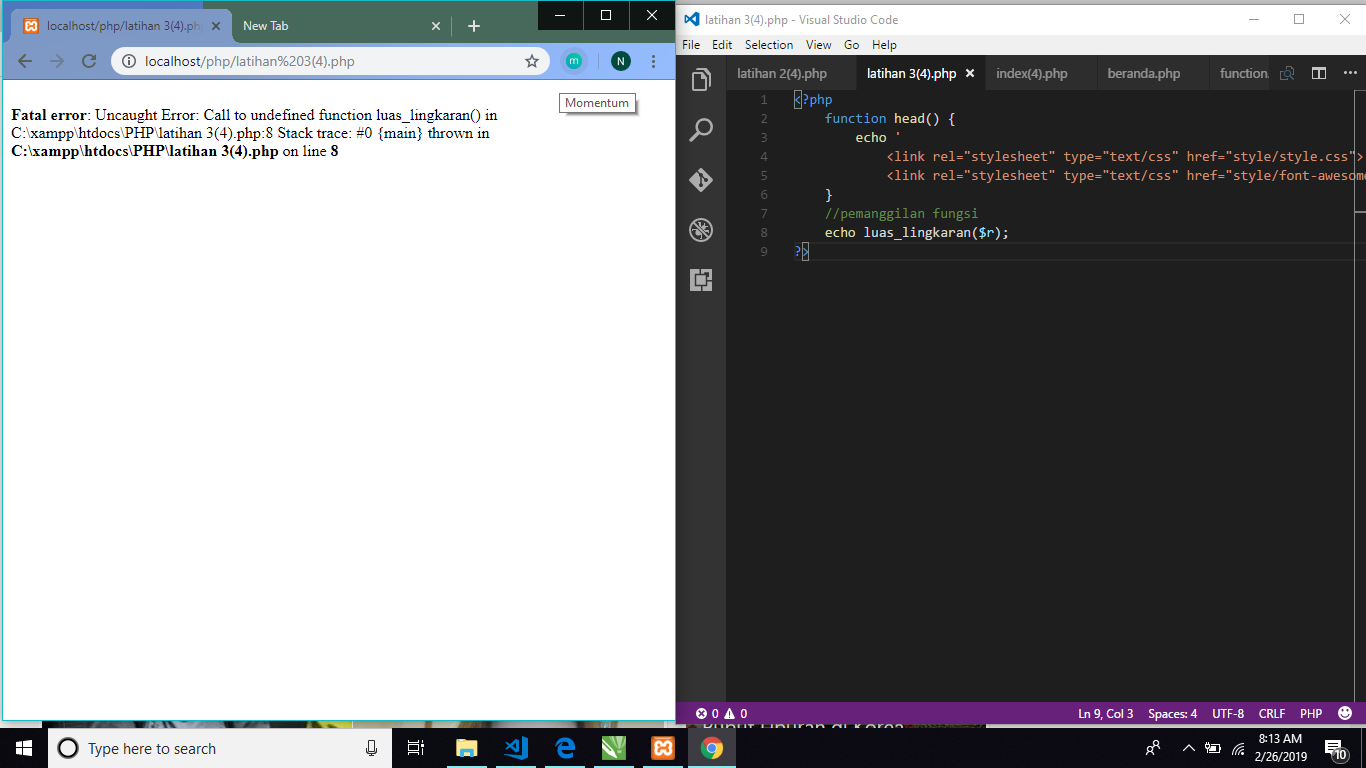 localhost/php/latihan 3(4).ph
New Tab
localhost/php/latihan%203(4).php
N
Momentum
Fatal error: Uncaught Error: Call to undefined function luas_lingkaran() in
C:\xampp\htdocs\PHP\latihan 3(4).php:8 Stack trace: #0 {main} thrown in
C:\xampp\htdocs\PHP\latihan 3(4).php on line 8
latihan 3(4).php - Visual Studio Code
File Edit Selection View Go Help
latihan 2(4).php latihan 3(4).php index(4).php beranda.php function.
1 <?php
2 function head() {
3 echo '
4 <link rel="stylesheet" type="text/css" href="style/style.css">
5 <link rel="stylesheet" type="text/css" href="style/font-awesome
6 }
7 //pemanggilan fungsi
8 echo luas_lingkaran($r);
9 ?>
0 0 Ln 9, Col 3 Spaces: 4 UTF-8 CRLF PHP
Type here to search
8:13 AM
2/26/2019
10